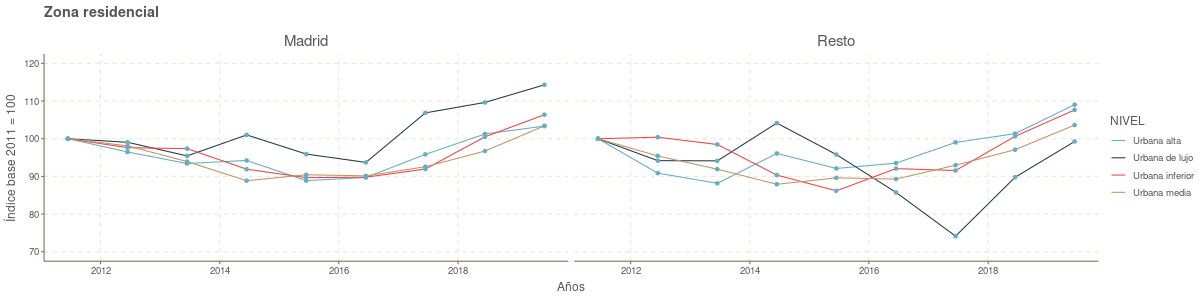 Zona residencial
Madrid
Resto
Índice base 2011 = 100
120
110
100
90
80
70
2012
2014
2016
2018
2012
2014
2016
2018
Años
NIVEL
Urbana alta
Urbana de lujo
Urbana inferior
Urbana media